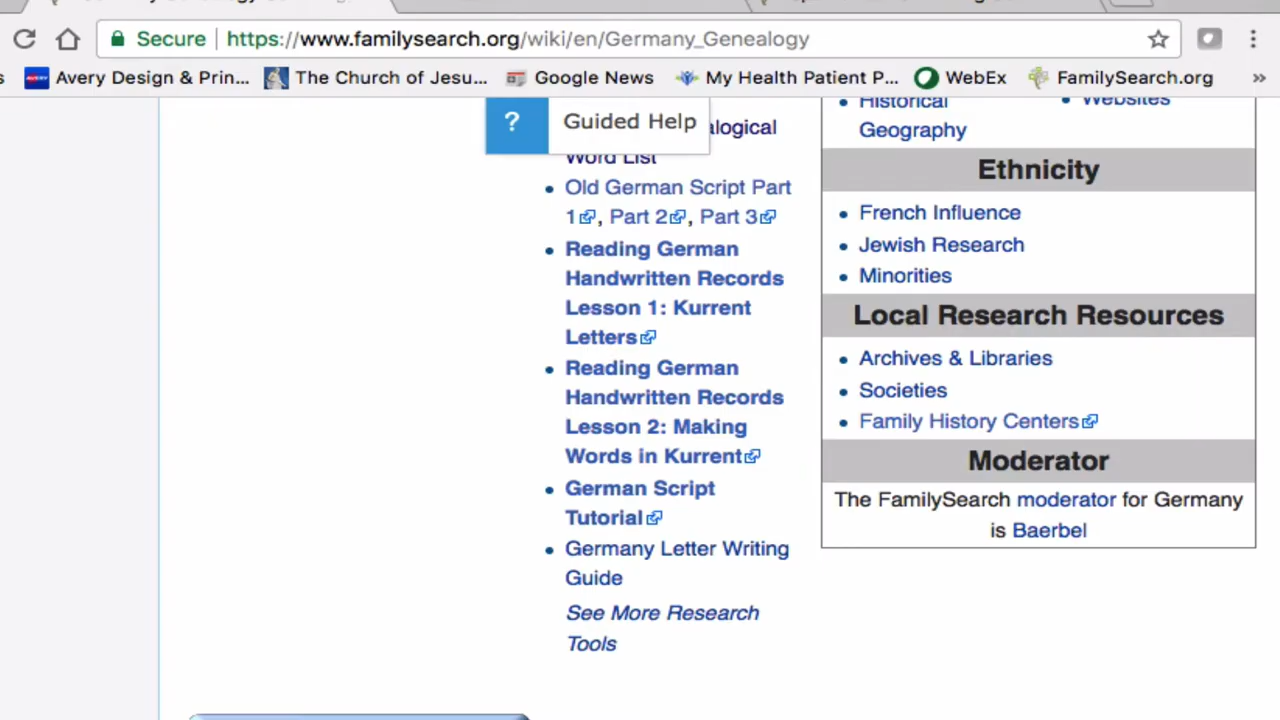 Secure | https://www.familysearch.org/wiki/en/Germany_Genealogy
s Avery Design & Prin... The Church of Jesu... Google News My Health Patient P... WebEx FamilySearch.org »
? Guided Help
alogical
Word List
• Old German Script Part
1, Part 2, Part 3
• Reading German
Handwritten Records
Lesson 1: Kurrent
Letters
• Reading German
Handwritten Records
Lesson 2: Making
Words in Kurrent
• German Script
Tutorial
• Germany Letter Writing
Guide
See More Research
Tools
• Historical
Geography
• Websites
Ethnicity
• French Influence
• Jewish Research
• Minorities
Local Research Resources
• Archives & Libraries
• Societies
• Family History Centers
Moderator
The FamilySearch moderator for Germany
is Baerbel